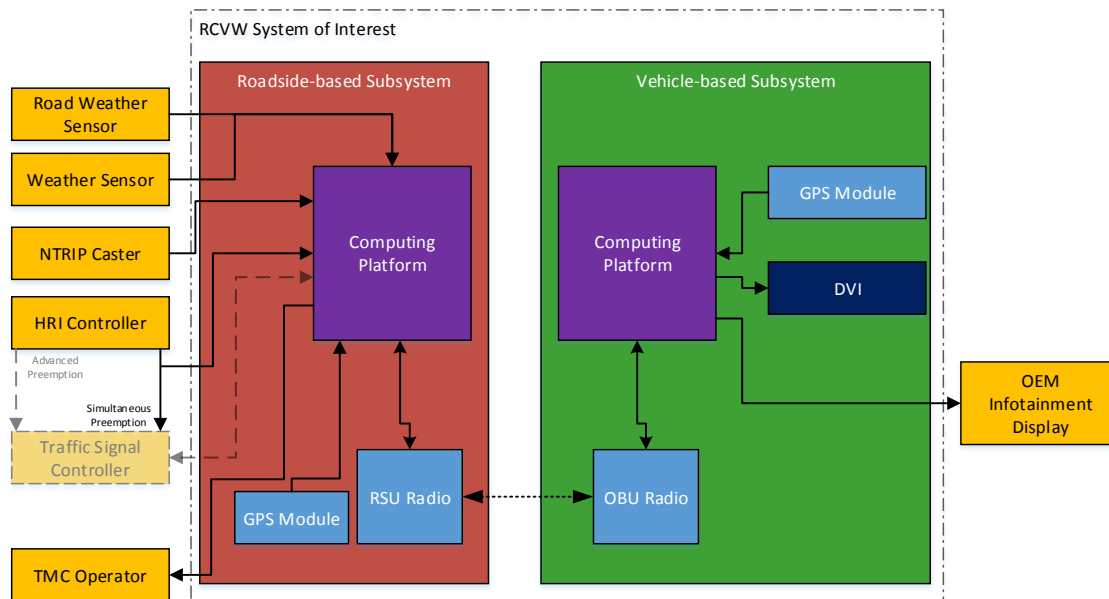 RCVW System of Interest
Roadside-based Subsystem
Vehicle-based Subsystem
Road Weather
Sensor
Weather Sensor
NTRIP Caster
HRI Controller
Advanced
Preemption
Simultaneous
Preemption
Traffic Signal
Controller
TMC Operator
Computing
Platform
GPS Module
RSU Radio
Computing
Platform
GPS Module
DVI
OBU Radio
OEM
Infotainment
Display